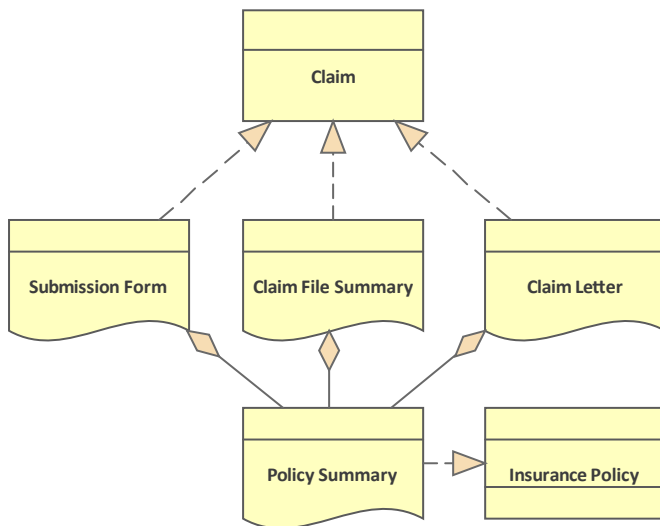 Claim
Submission Form
Claim File Summary
Claim Letter
Policy Summary
Insurance Policy